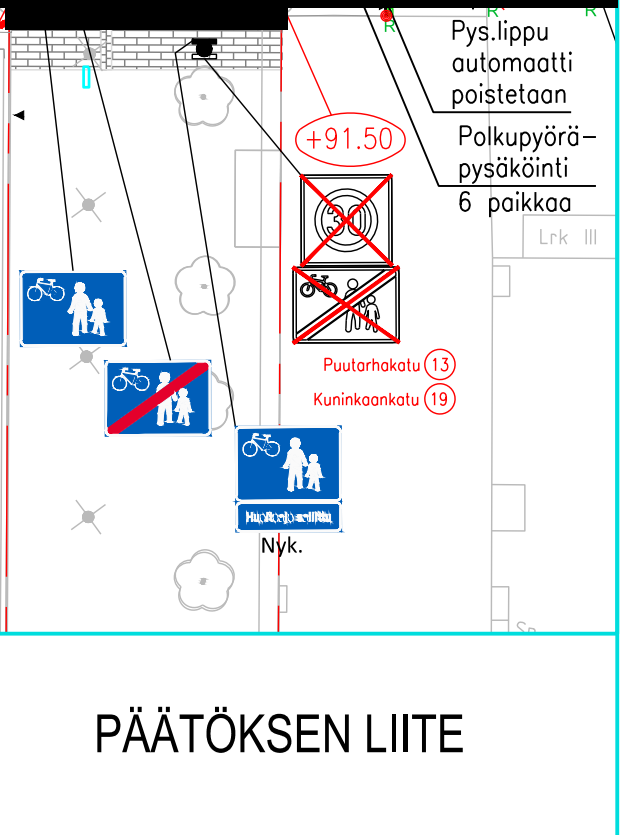 R
R
R
Pys.lippu
automaatti
poistetaan
Polkupyörä-
pysäköinti
6 paikkaa
+91.50
30
Lrk III
Puutarhakatu 13
Kuninkaankatu 19
Nyk.
PÄÄTÖKSEN LIITE